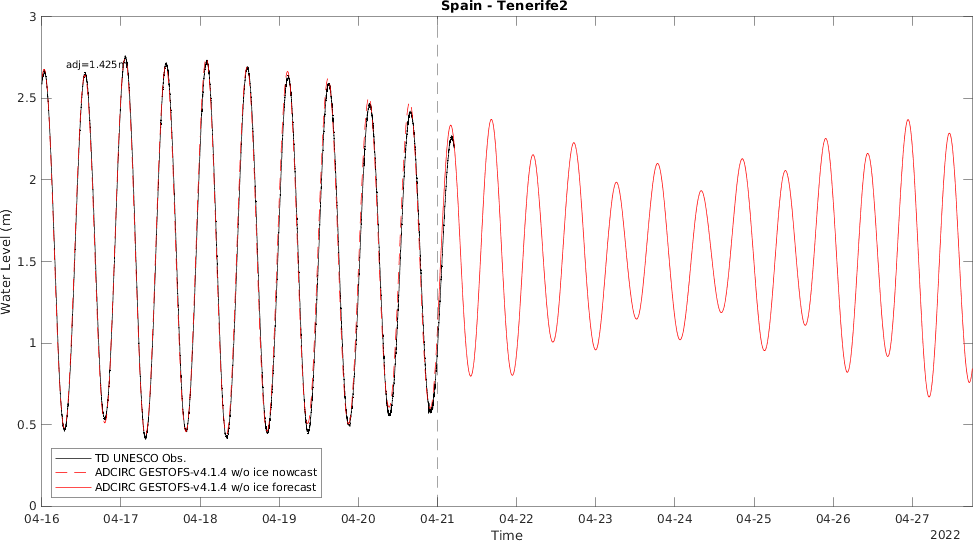 Spain - Tenerife2
adj=1.425m
Water Level (m)
3
2.5
2
1.5
1
0.5
0
TD UNESCO Obs.
ADCIRC GESTOFS-v4.1.4 w/o ice nowcast
ADCIRC GESTOFS-v4.1.4 w/o ice forecast
04-16 04-17 04-18 04-19 04-20 04-21 04-22 04-23 04-24 04-25 04-26 04-27
Time
2022